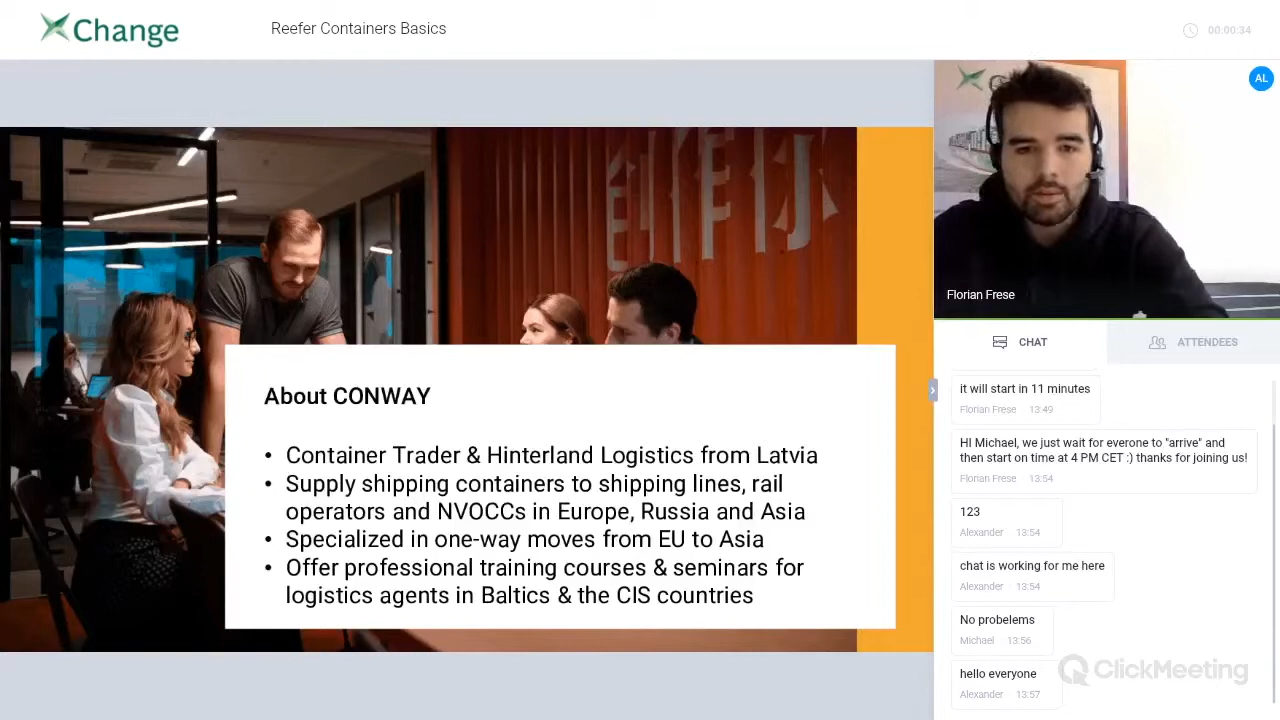 xChange
Reefer Containers Basics
00:00:34
AL
Florian Frese
CHAT
ATTENDEES
About CONWAY
• Container Trader & Hinterland Logistics from Latvia
• Supply shipping containers to shipping lines, rail
operators and NVOCCs in Europe, Russia and Asia
• Specialized in one-way moves from EU to Asia
• Offer professional training courses & seminars for
logistics agents in Baltics & the CIS countries
it will start in 11 minutes
Florian Frese 13:49
HI Michael, we just wait for everone to "arrive" and
then start on time at 4 PM CET :) thanks for joining us!
Florian Frese 13:54
123
Alexander 13:54
chat is working for me here
Alexander 13:54
No probelems
Michael 13:56
hello everyone
Alexander 13:57
ClickMeeting